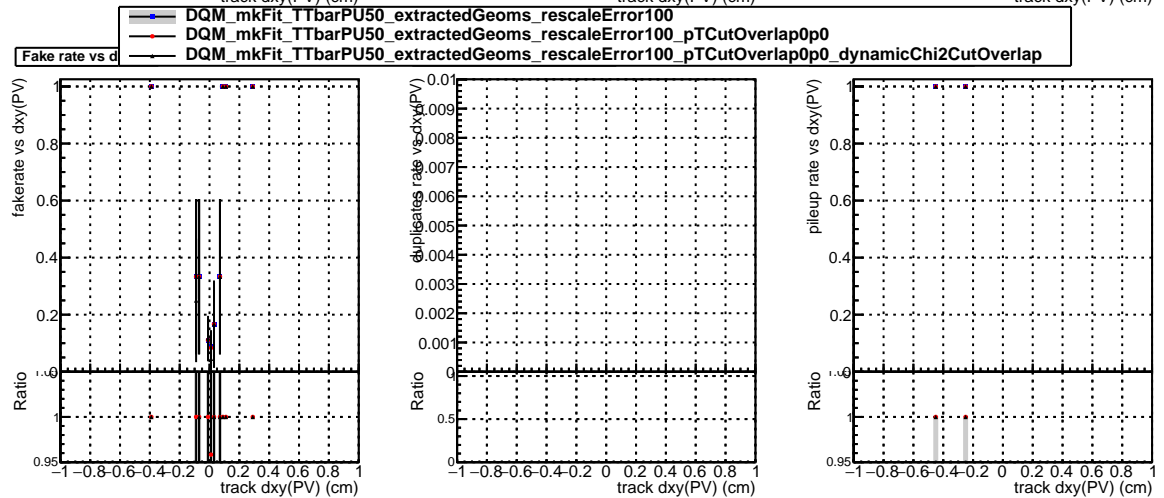 track dxy(PV) (cm) track dxy(PV) (cm) track dxy(PV) (cm)
DQM_mkFit_TTbarPU50_extractedGeoms_rescaleError100
DQM_mkFit_TTbarPU50_extractedGeoms_rescaleError100_pTCutOverlap0p0
DQM_mkFit_TTbarPU50_extractedGeoms_rescaleError100_pTCutOverlap0p0_dynamicChi2CutOverlap
Fake rate vs d
fakerate vs dxy(PV)
1
0.8
0.6
0.4
0.2
0
Ratio
1
0.95
−1 −0.8 −0.6 −0.4 −0.2 0 0.2 0.4 0.6 0.8 1
track dxy(PV) (cm)
duplicates rate vs dxy(PV)
0.01
0.009
0.008
0.007
0.006
0.005
0.004
0.003
0.002
0.001
0
Ratio
1
0.5
0
−1 −0.8 −0.6 −0.4 −0.2 0 0.2 0.4 0.6 0.8 1
track dxy(PV) (cm)
pileup rate vs dxy(PV)
1
0.8
0.6
0.4
0.2
0
Ratio
1
0.95
−1 −0.8 −0.6 −0.4 −0.2 0 0.2 0.4 0.6 0.8 1
track dxy(PV) (cm)